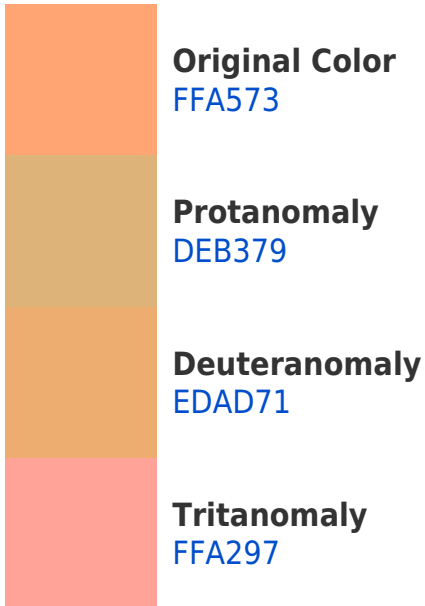 Original Color
FFA573
Protanomaly
DEB379
Deuteranomaly
EDAD71
Tritanomaly
FFA297